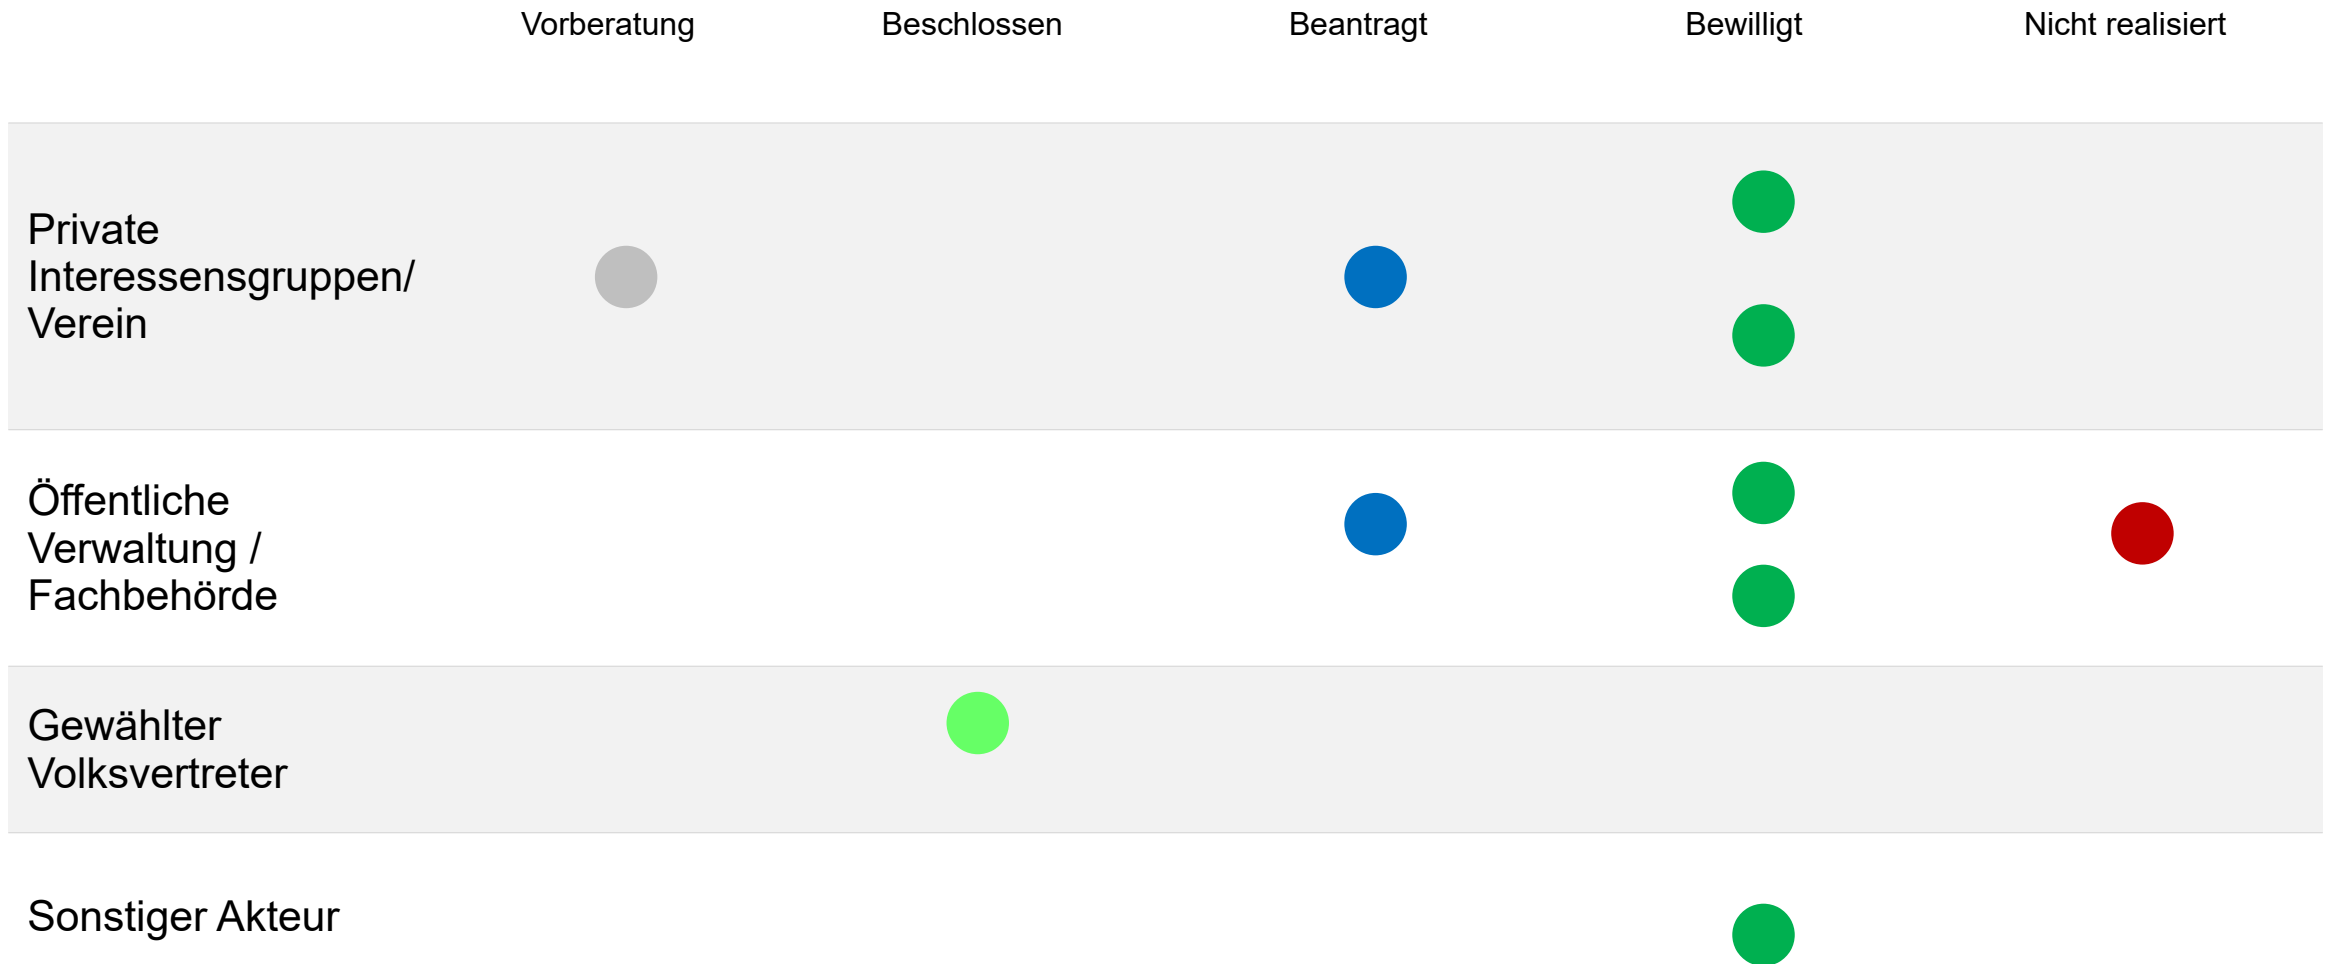 Vorberatung Beschlossen Beantragt Bewilligt Nicht realisiert
Private
Interessensgruppen/
Verein
Öffentliche
Verwaltung /
Fachbehörde
Gewählter
Volksvertreter
Sonstiger Akteur